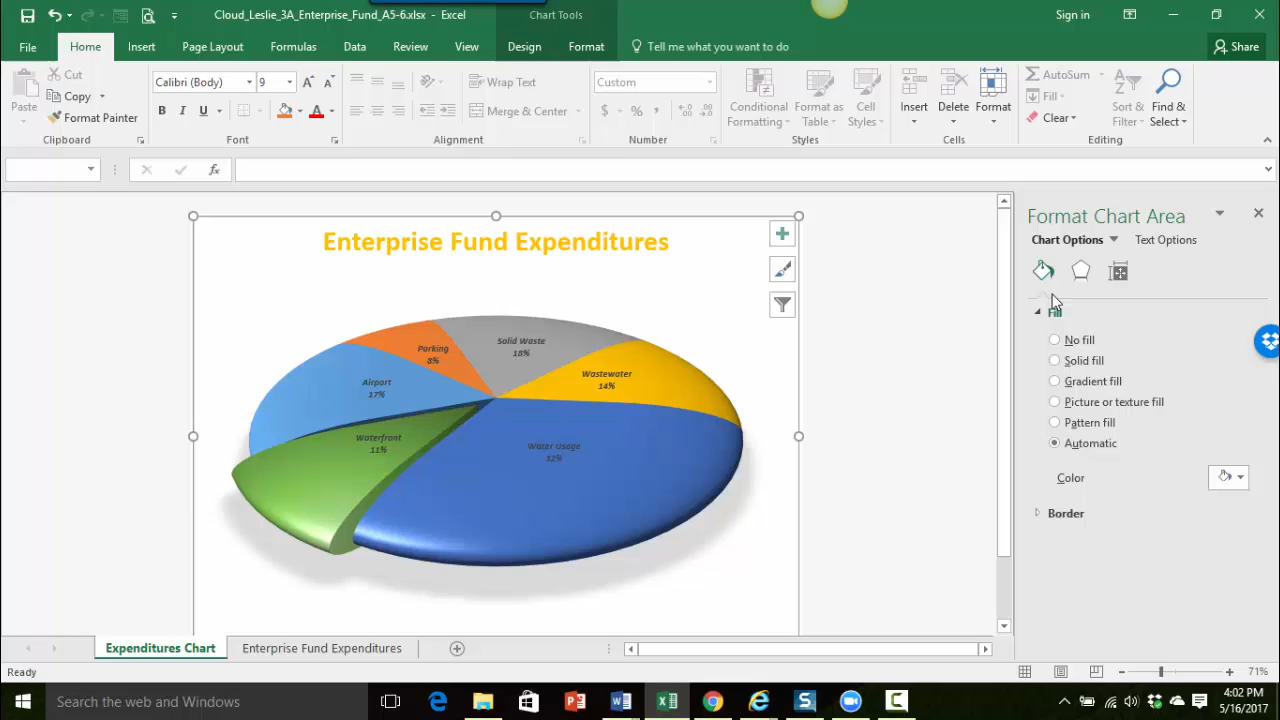 Cloud_Leslie_3A_Enterprise_Fund_A5-6.xlsx - Excel
Chart Tools
Sign in
File Home Insert Page Layout Formulas Data Review View Design Format Tell me what you want to do Share
Paste
Cut
Copy
Format Painter
Clipboard
Calibri (Body) 9
B I U
Font
Wrap Text
Merge & Center
Alignment
Custom
$ % ,
Number
Conditional Formatting
Format as Table
Cell Styles
Styles
Insert Delete Format
Cells
AutoSum
Fill
Clear
Sort & Filter
Find & Select
Editing
fx
Enterprise Fund Expenditures
Parking
8%
Solid Waste
18%
Wastewater
14%
Airport
17%
Waterfront
11%
Water Usage
32%
Format Chart Area
Chart Options Text Options
Fill
No fill
Solid fill
Gradient fill
Picture or texture fill
Pattern fill
Automatic
Color
Border
Expenditures Chart Enterprise Fund Expenditures
Ready
71%
Search the web and Windows
4:02 PM
5/16/2017